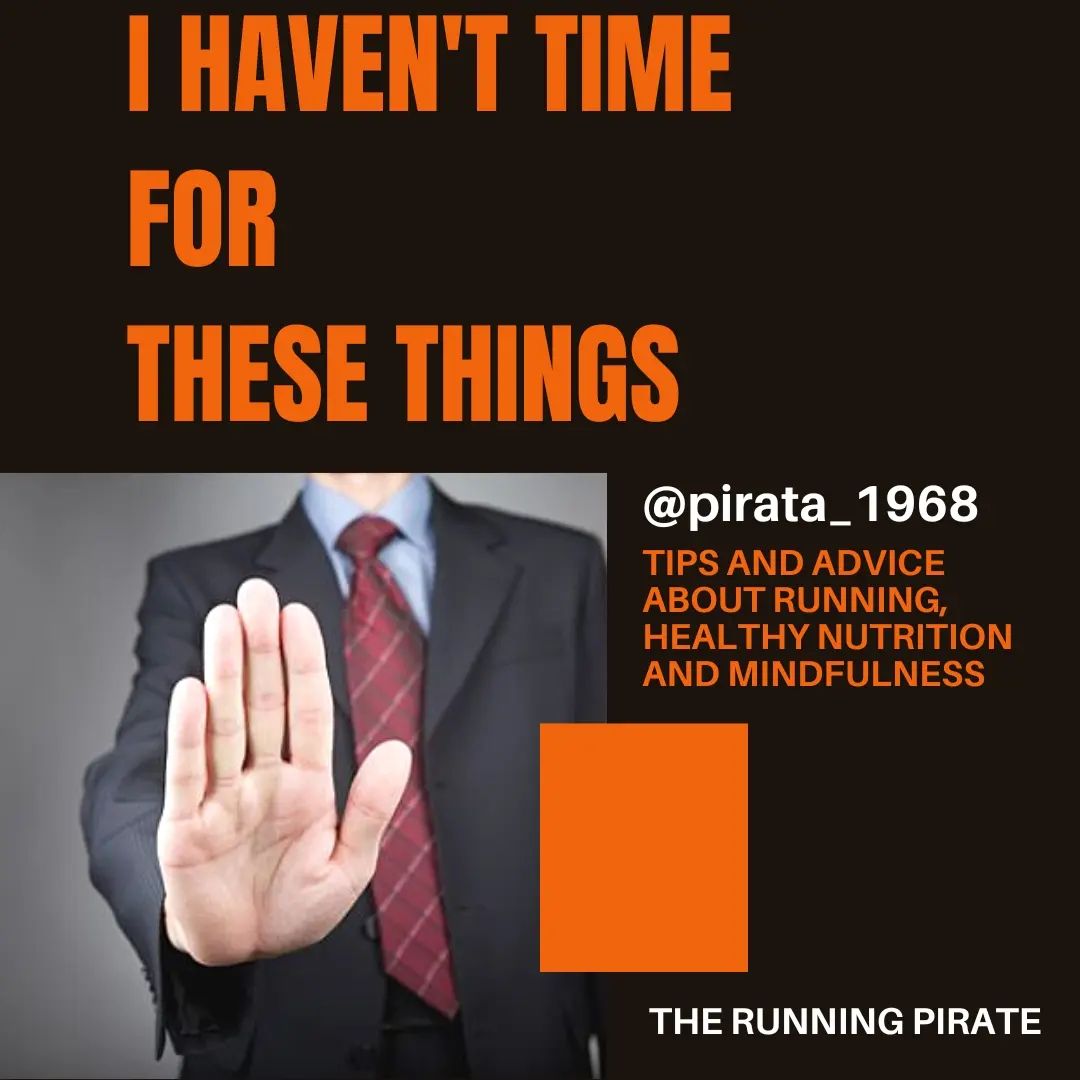 I HAVEN'T TIME
FOR
THESE THINGS
@pirata_1968
TIPS AND ADVICE
ABOUT RUNNING,
HEALTHY NUTRITION
AND MINDFULNESS
THE RUNNING PIRATE